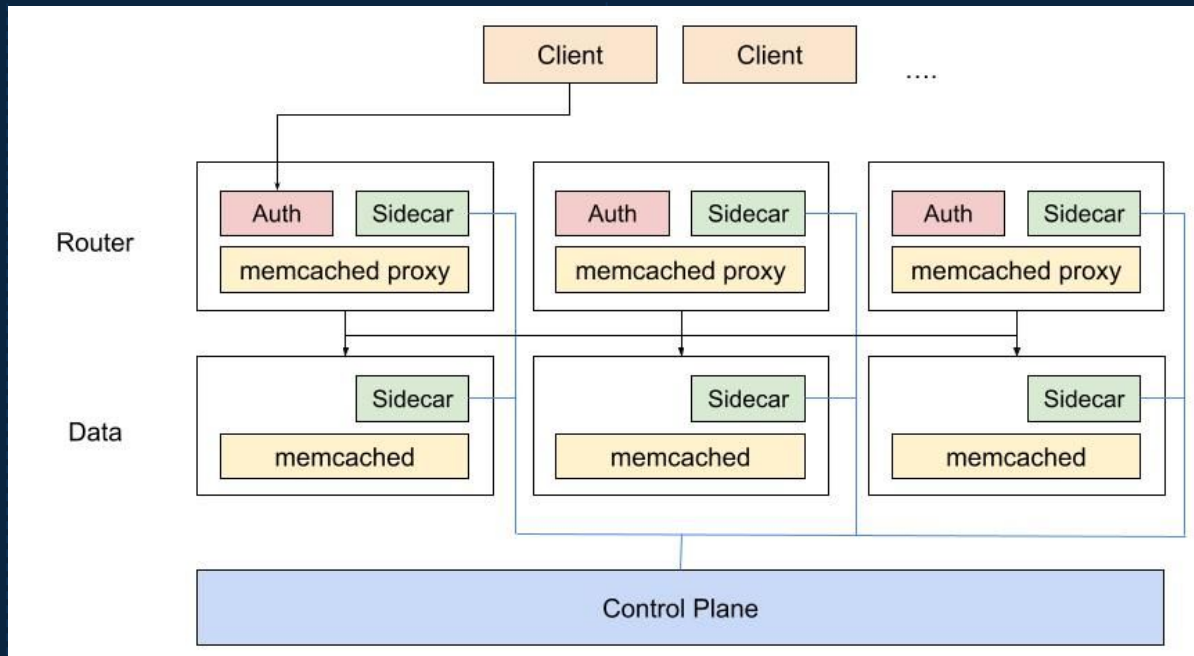 Client
Client
....
Router
Auth
Sidecar
memcached proxy
Auth
Sidecar
memcached proxy
Auth
Sidecar
memcached proxy
Data
Sidecar
memcached
Sidecar
memcached
Sidecar
memcached
Control Plane